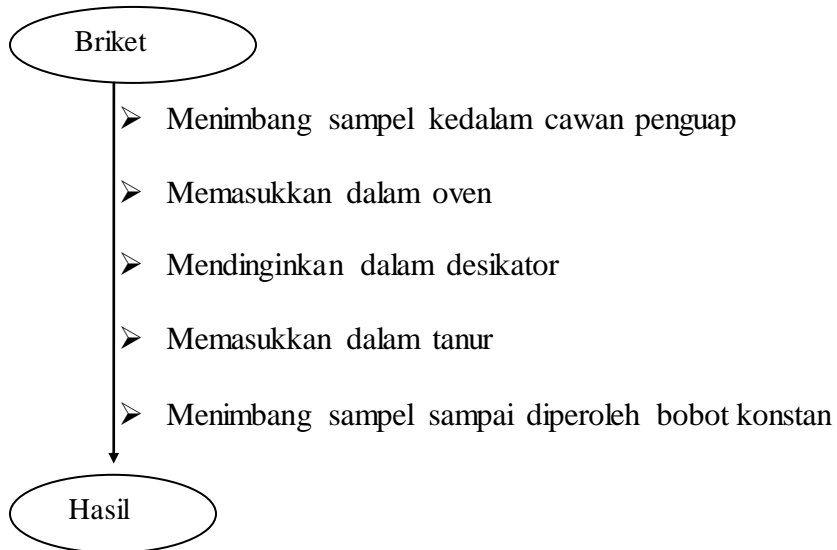 Briket
➢ Menimbang sampel kedalam cawan penguap
➢ Memasukkan dalam oven
➢ Mendinginkan dalam desikator
➢ Memasukkan dalam tanur
➢ Menimbang sampel sampai diperoleh bobot konstan
Hasil